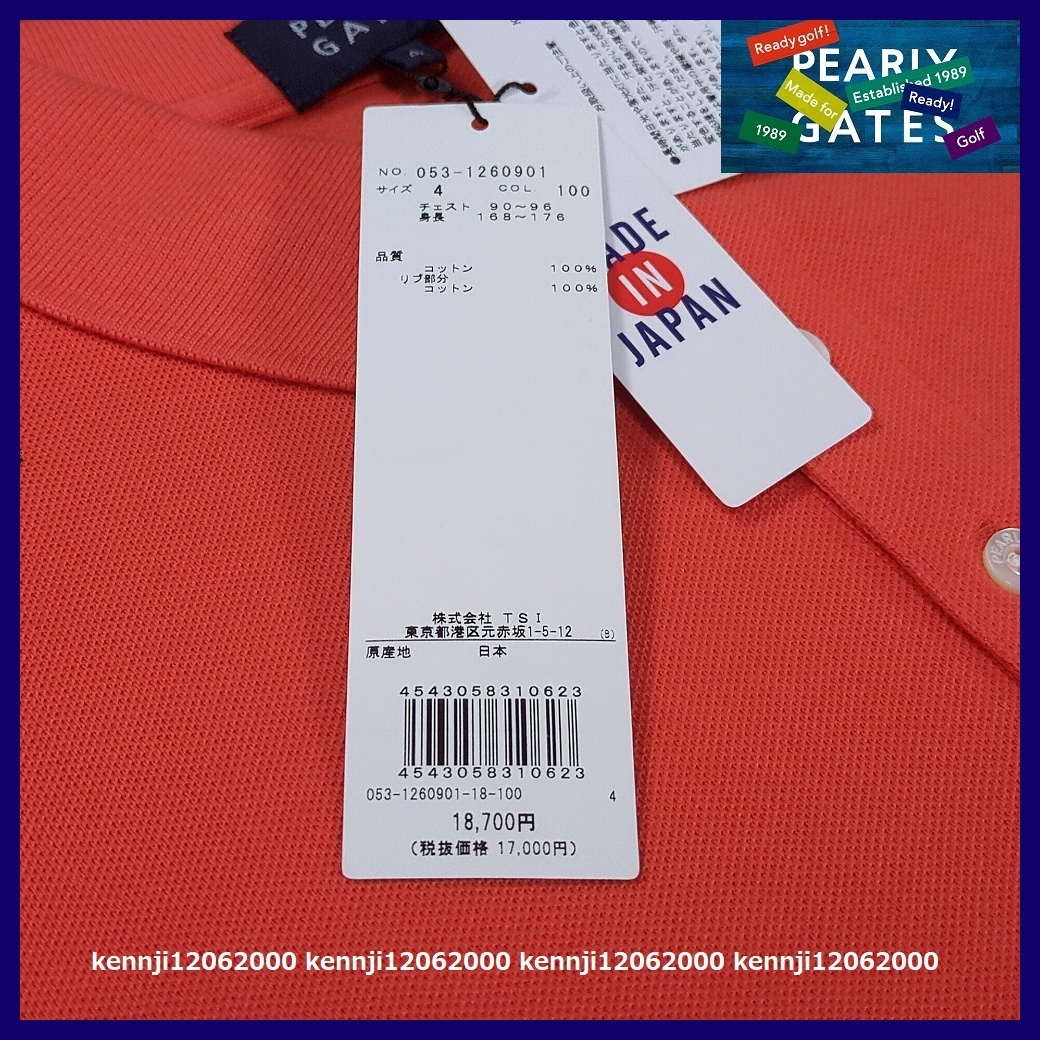 Ready golf!
PEARLY
Made for
Established 1989
Ready!
1989
GATES
Golf
NO. 053-1260901
サイズ 4 COL. 100
チェスト 90～96
身長 168～176
品質
コットン 100%
リブ部分
コットン 100%
株式会社 TSI
東京都港区元赤坂1-5-12 (B)
原産地 日本
4543058310623
4543058310623
053-1260901-18-100 4
18,700円
(税抜価格 17,000円)
IN
JAPAN
kennji12062000 kennji12062000 kennji12062000 kennji12062000